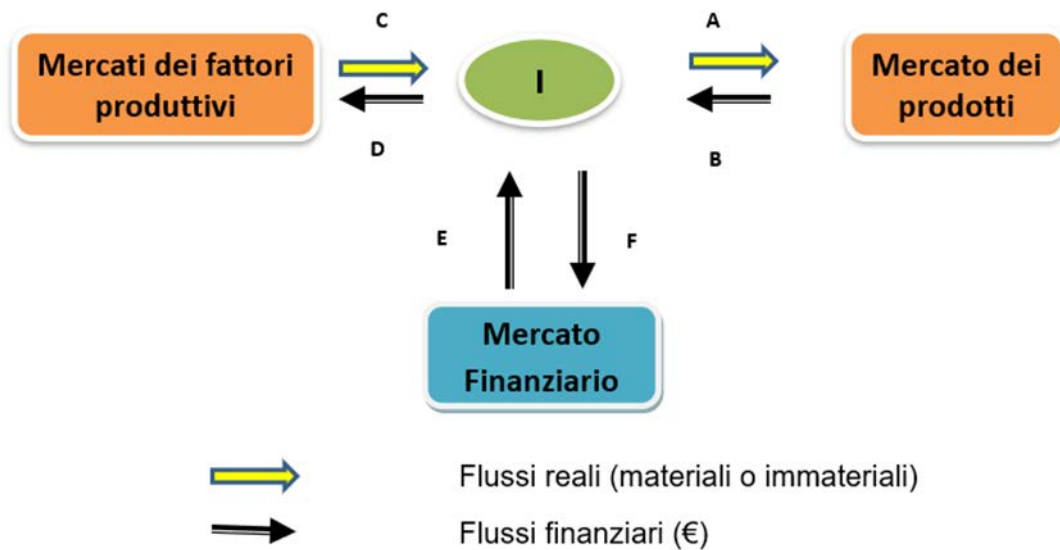 C
A
Mercati dei fattori
produttivi
I
Mercato dei
prodotti
D
B
E
F
Mercato
Finanziario
Flussi reali (materiali o immateriali)
Flussi finanziari (€)